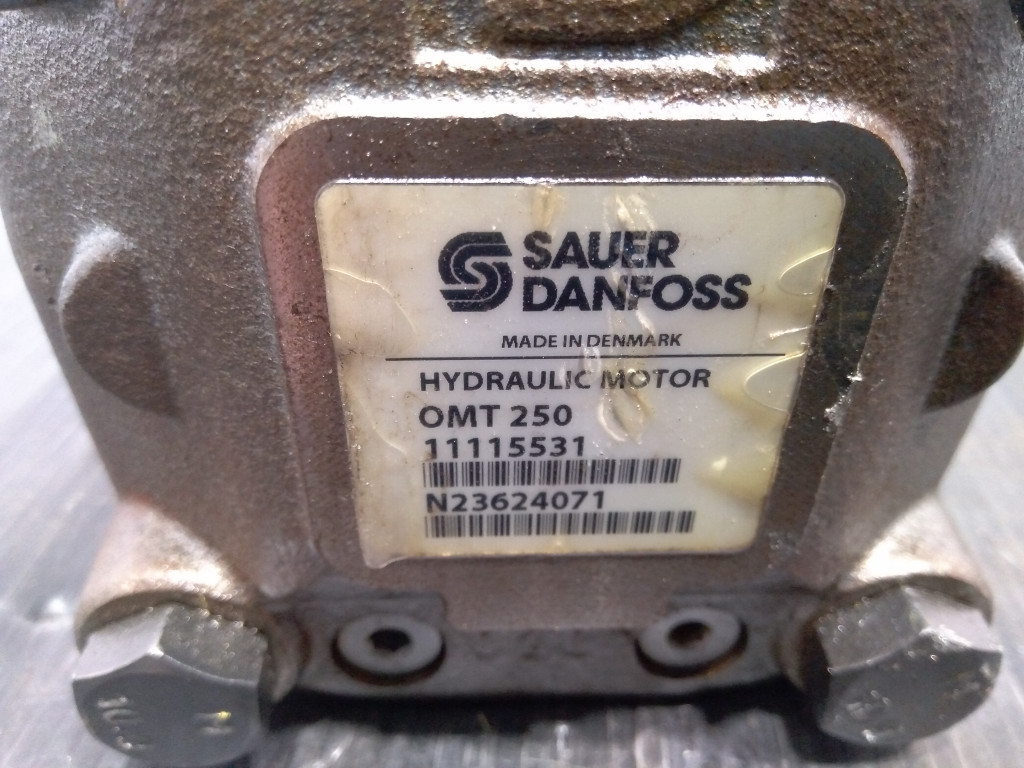 SAUER
DANFOSS
MADE IN DENMARK
HYDRAULIC MOTOR
OMT 250
11115531
N23624071